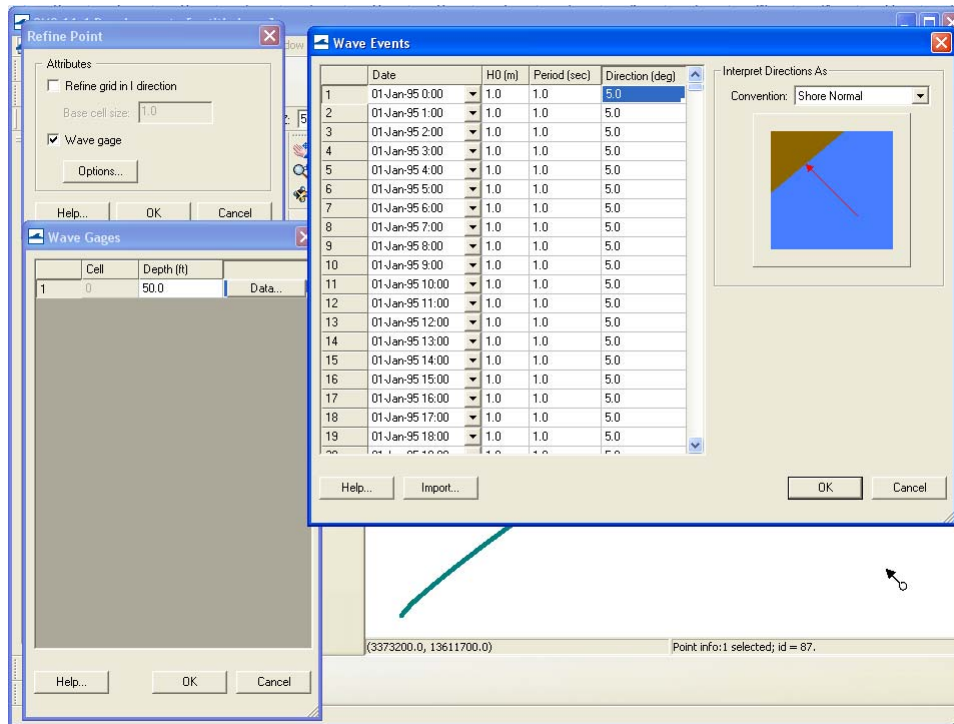 Refine Point
Attributes
Refine grid in I direction
Base cell size: 1.0
Wave gage
Options...
Help... OK Cancel
Wave Gages
Cell Depth (ft)
1 0 50.0 Data...
Help... OK Cancel
Wave Events
Date H0 (m) Period (sec) Direction (deg)
1 01-Jan-95 0:00 1.0 1.0 5.0
2 01-Jan-95 1:00 1.0 1.0 5.0
3 01-Jan-95 2:00 1.0 1.0 5.0
4 01-Jan-95 3:00 1.0 1.0 5.0
5 01-Jan-95 4:00 1.0 1.0 5.0
6 01-Jan-95 5:00 1.0 1.0 5.0
7 01-Jan-95 6:00 1.0 1.0 5.0
8 01-Jan-95 7:00 1.0 1.0 5.0
9 01-Jan-95 8:00 1.0 1.0 5.0
10 01-Jan-95 9:00 1.0 1.0 5.0
11 01-Jan-95 10:00 1.0 1.0 5.0
12 01-Jan-95 11:00 1.0 1.0 5.0
13 01-Jan-95 12:00 1.0 1.0 5.0
14 01-Jan-95 13:00 1.0 1.0 5.0
15 01-Jan-95 14:00 1.0 1.0 5.0
16 01-Jan-95 15:00 1.0 1.0 5.0
17 01-Jan-95 16:00 1.0 1.0 5.0
18 01-Jan-95 17:00 1.0 1.0 5.0
19 01-Jan-95 18:00 1.0 1.0 5.0
Interpret Directions As
Convention: Shore Normal
Help... Import... OK Cancel
(3373200.0, 13611700.0) Point info:1 selected; id = 87.